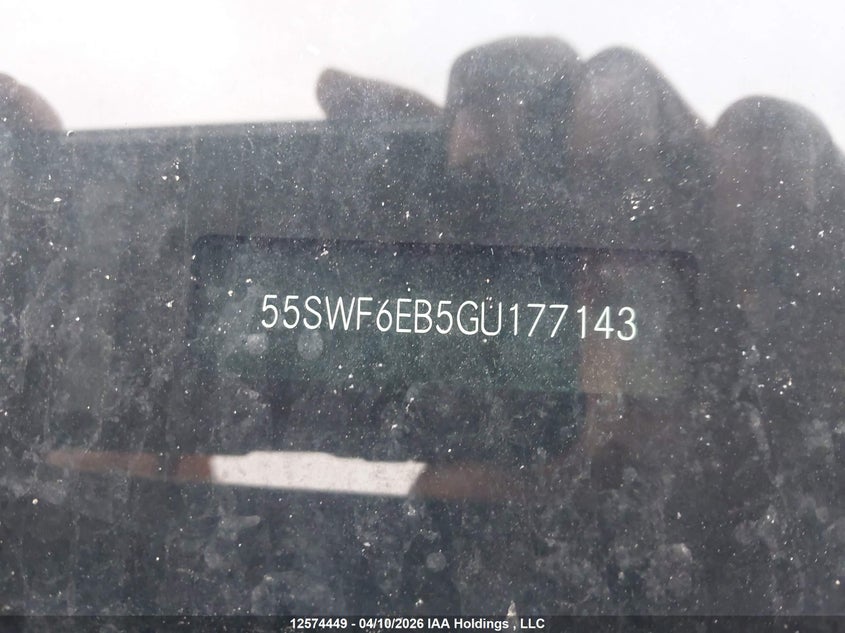 55SWF6EB5GU177143
12574449 - 04/10/2026 IAA Holdings , LLC